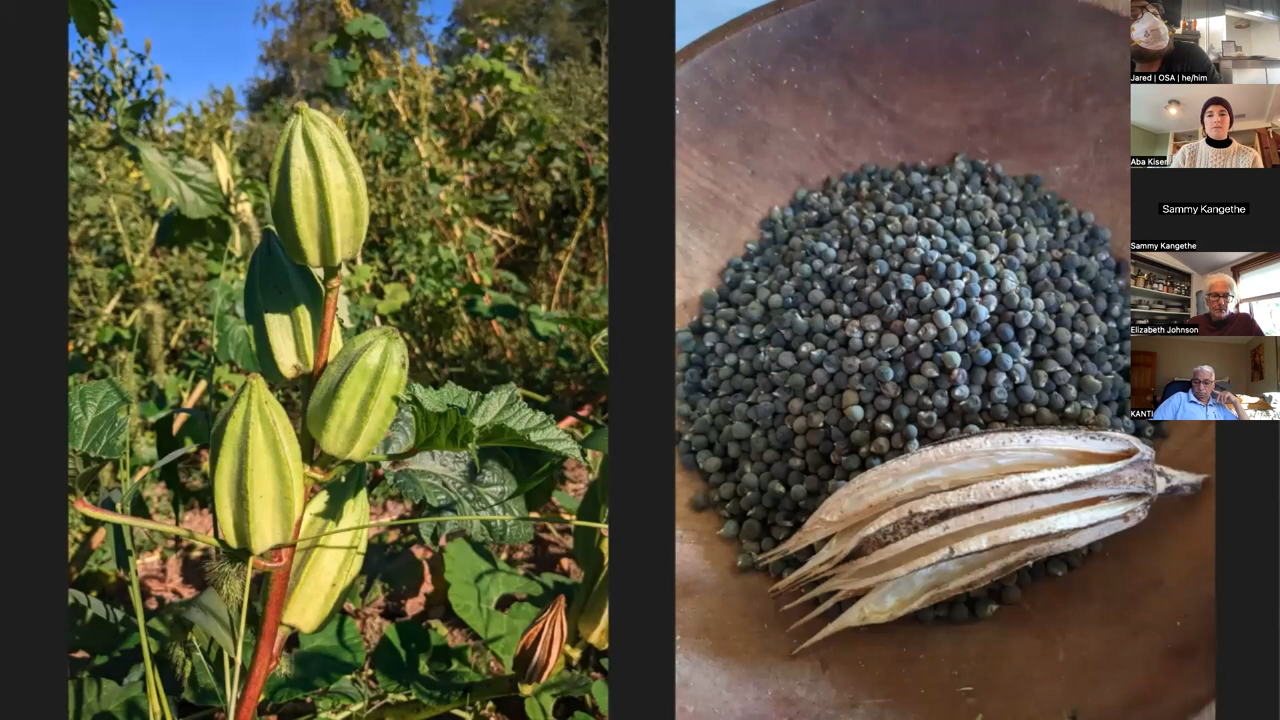 Jared | OSA | he/him
Aba Kiser
Sammy Kangethe
Sammy Kangethe
Elizabeth Johnson
KANTI